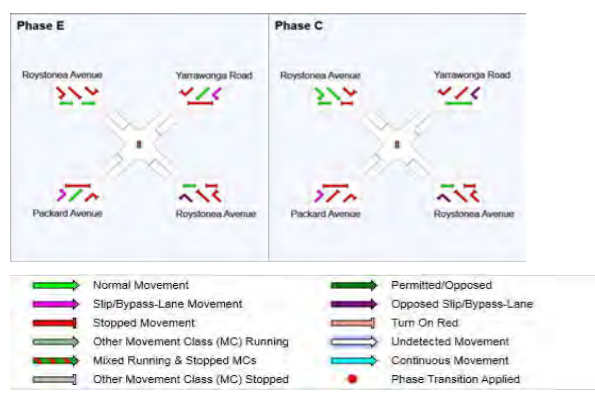 Phase E
Phase C
Roystonea Avenue
Yarrawonga Road
Roystonea Avenue
Yarrawonga Road
Packard Avenue
Roystonea Avenue
Packard Avenue
Roystonea Avenue
Normal Movement
Permitted/Opposed
Slip/Bypass-Lane Movement
Opposed Slip/Bypass-Lane
Stopped Movement
Turn On Red
Other Movement Class (MC) Running
Undetected Movement
Mixed Running & Stopped MCs
Continuous Movement
Other Movement Class (MC) Stopped
Phase Transition Applied